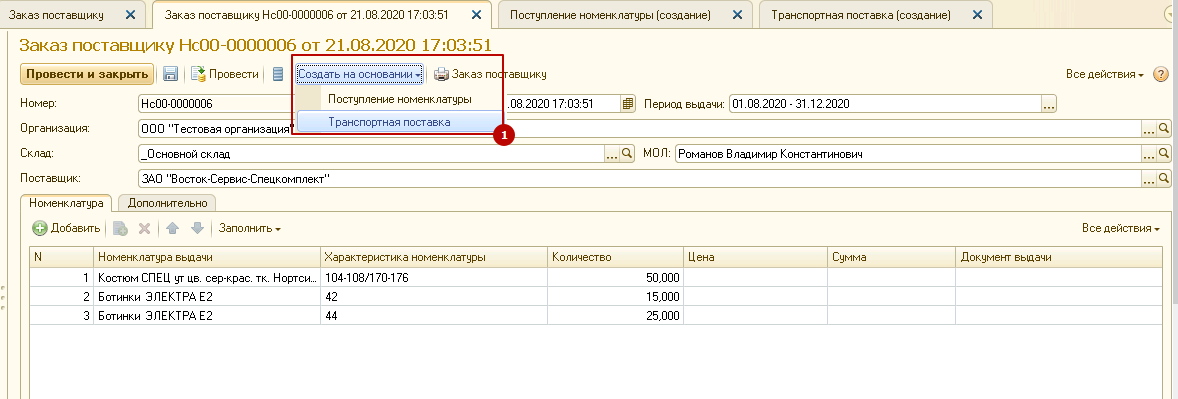 Заказ поставщику Заказ поставщику Нс00-0000006 от 21.08.2020 17:03:51 Поступление номенклатуры (создание) Транспортная поставка (создание)
Заказ поставщику Нс00-0000006 от 21.08.2020 17:03:51
Провести и закрыть Провести Создать на основании Заказ поставщику Все действия ?
Поступление номенклатуры
Транспортная поставка
1
Номер: Нс00-0000006 .08.2020 17:03:51 Период выдачи: 01.08.2020 - 31.12.2020 ...
Организация: ООО "Тестовая организация" ...
Склад: _Основной склад ... МОЛ: Романов Владимир Константинович ...
Поставщик: ЗАО "Восток-Сервис-Спецкомплект" ...
Номенклатура Дополнительно
Добавить Заполнить Все действия
N Номенклатура выдачи Характеристика номенклатуры Количество Цена Сумма Документ выдачи
1 Костюм СПЕЦ ут цв. сер-крас. тк. Нортси... 104-108/170-176 50,000
2 Ботинки ЭЛЕКТРА Е2 42 15,000
3 Ботинки ЭЛЕКТРА Е2 44 25,000